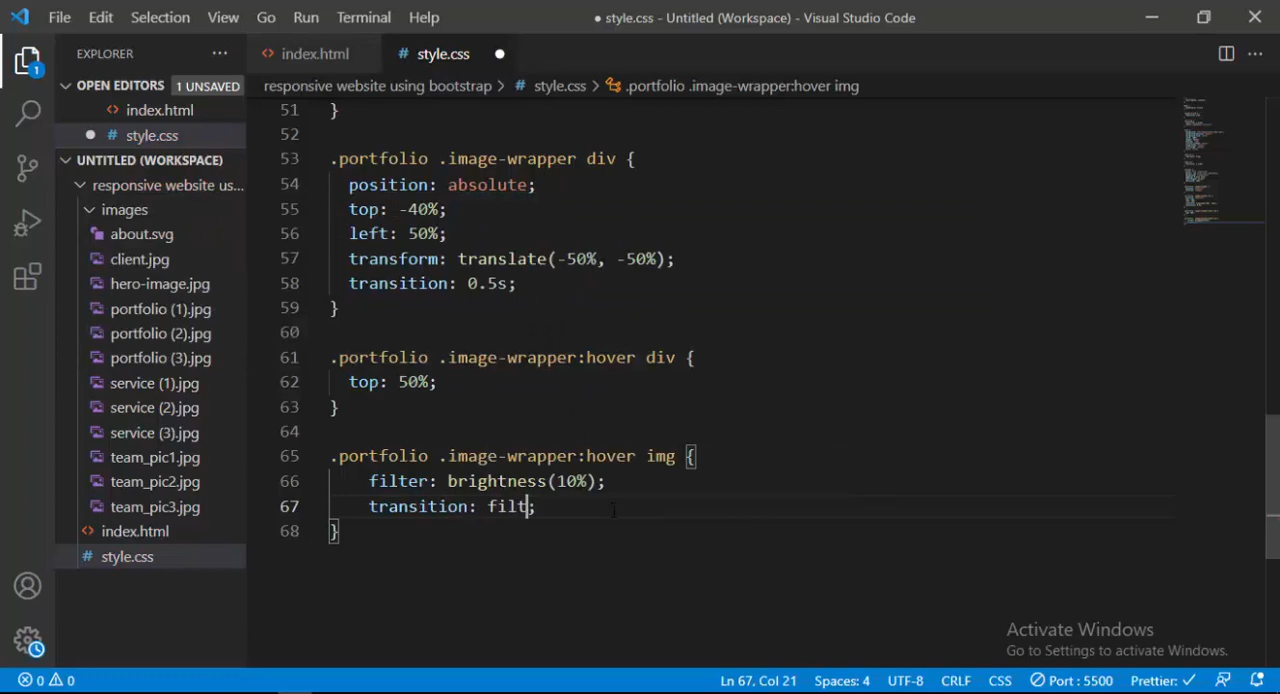 File Edit Selection View Go Run Terminal Help ● style.css - Untitled (Workspace) - Visual Studio Code
EXPLORER ···
<> index.html
# style.css ●
OPEN EDITORS 1 UNSAVED
<> index.html
● # style.css
UNTITLED (WORKSPACE)
responsive website us...
images
about.svg
client.jpg
hero-image.jpg
portfolio (1).jpg
portfolio (2).jpg
portfolio (3).jpg
service (1).jpg
service (2).jpg
service (3).jpg
team_pic1.jpg
team_pic2.jpg
team_pic3.jpg
<> index.html
# style.css
1
responsive website using bootstrap > # style.css > .portfolio .image-wrapper:hover img
51 }
52
53 .portfolio .image-wrapper div {
54 position: absolute;
55 top: -40%;
56 left: 50%;
57 transform: translate(-50%, -50%);
58 transition: 0.5s;
59 }
60
61 .portfolio .image-wrapper:hover div {
62 top: 50%;
63 }
64
65 .portfolio .image-wrapper:hover img {
66 filter: brightness(10%);
67 transition: filt;
68 }
Activate Windows
Go to Settings to activate Windows.
0 0 Ln 67, Col 21 Spaces: 4 UTF-8 CRLF CSS Port : 5500 Prettier: ✓